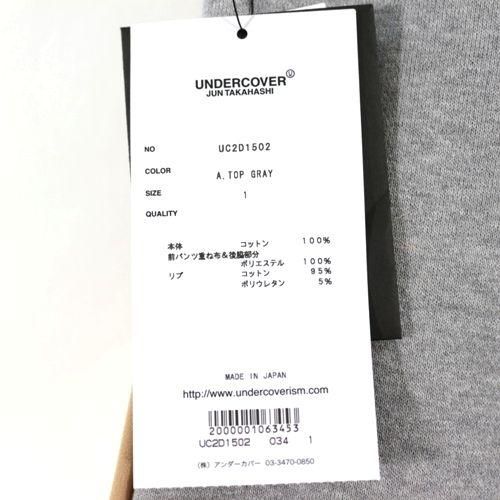 UNDERCOVER Ⓤ
JUN TAKAHASHI
NO UC2D1502
COLOR A.TOP GRAY
SIZE 1
QUALITY
本体 コットン 100%
前パンツ重ね布&後脇部分
ポリエステル 100%
リブ コットン 95%
ポリウレタン 5%
MADE IN JAPAN
http://www.undercoverism.com
2000001063453
UC2D1502 034 1
(株) アンダーカバー 03-3470-0850